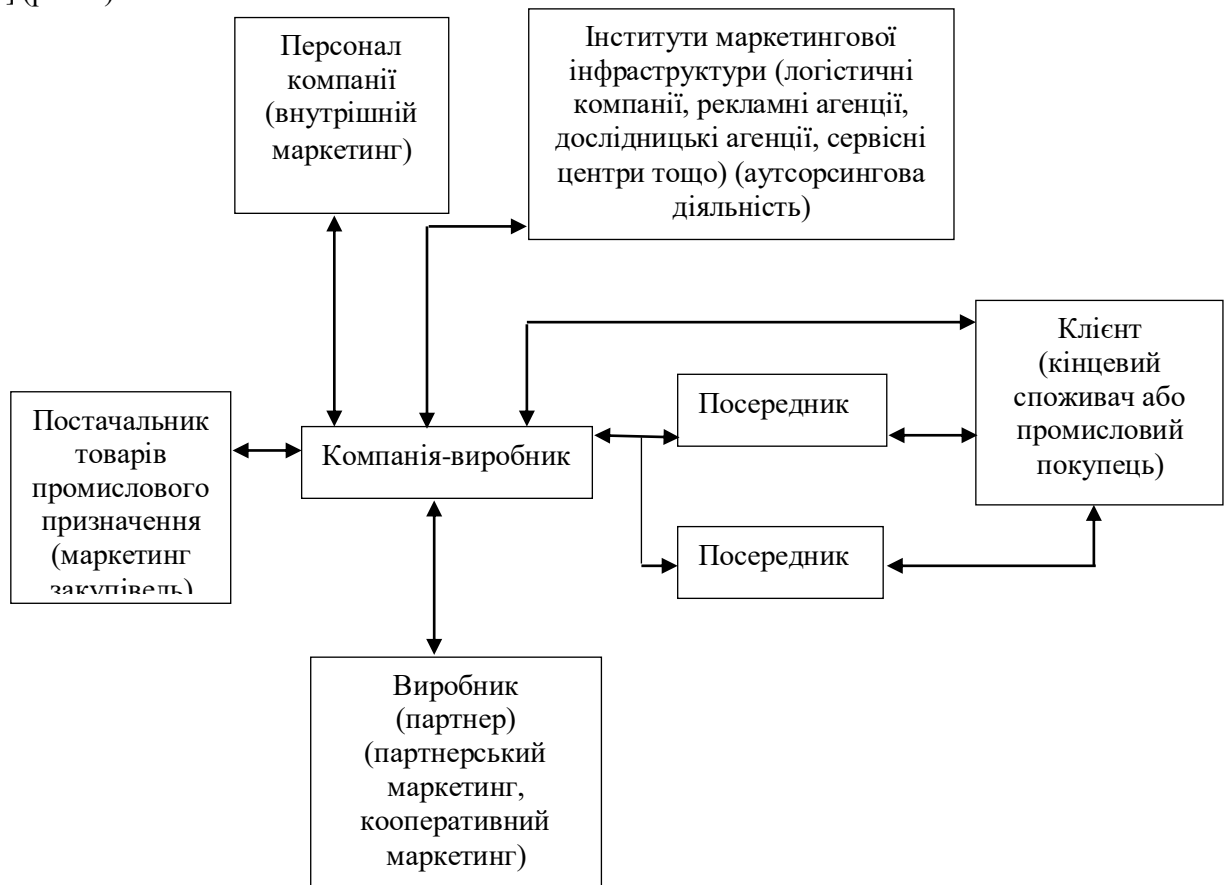 Персонал
компанії
(внутрішній
маркетинг)
Інститути маркетингової
інфраструктури (логістичні
компанії, рекламні агенції,
дослідницькі агенції, сервісні
центри тощо) (аутсорсингова
діяльність)
Клієнт
(кінцевий
споживач або
промисловий
покупець)
Посередник
Постачальник
товарів
промислового
призначення
(маркетинг
закупівель)
Компанія-виробник
Посередник
Виробник
(партнер)
(партнерський
маркетинг,
кооперативний
маркетинг)